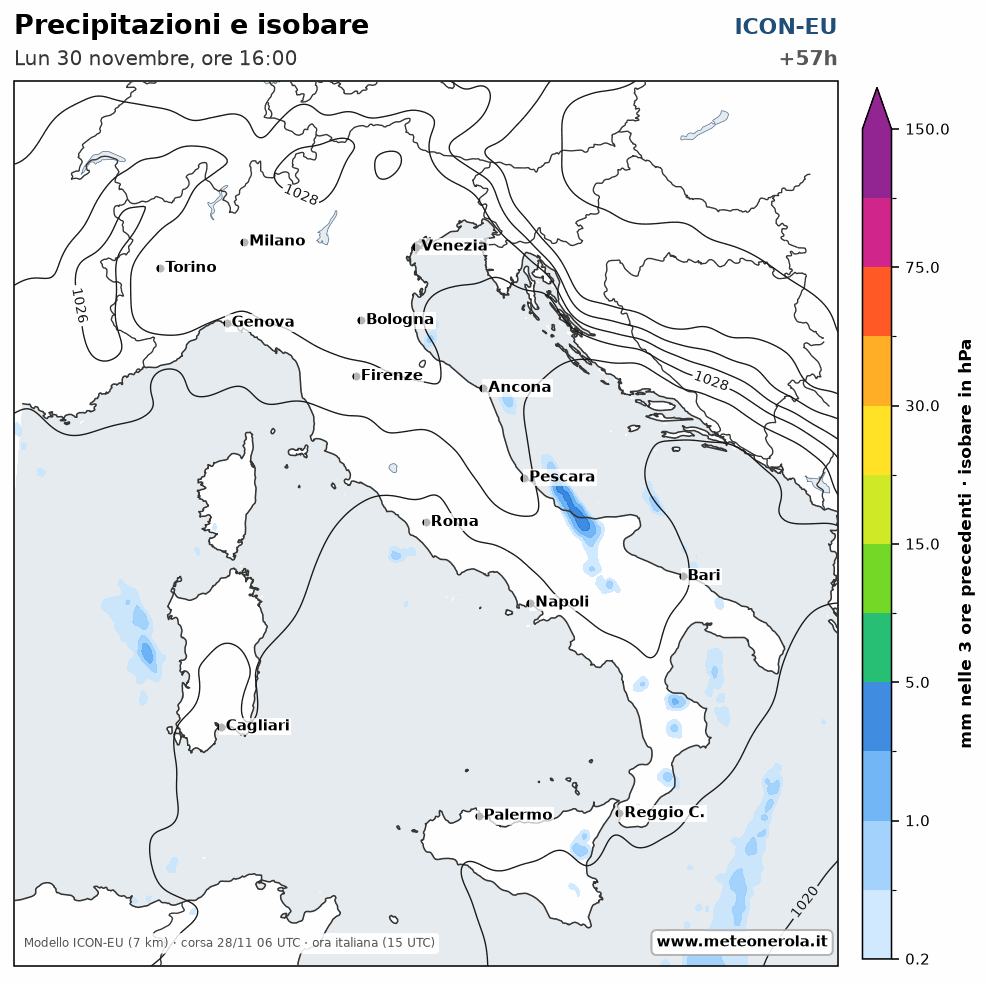 Precipitazioni e isobare
ICON-EU
Lun 30 novembre, ore 16:00
+57h
1028
Milano
Venezia
Torino
1026
Genova
Bologna
Firenze
Ancona
1028
Pescara
Roma
Bari
Napoli
Cagliari
Palermo
Reggio C.
1020
Modello ICON-EU (7 km) · corsa 28/11 06 UTC · ora italiana (15 UTC)
www.meteonerola.it
150.0
75.0
30.0
15.0
5.0
1.0
0.2
mm nelle 3 ore precedenti · isobare in hPa